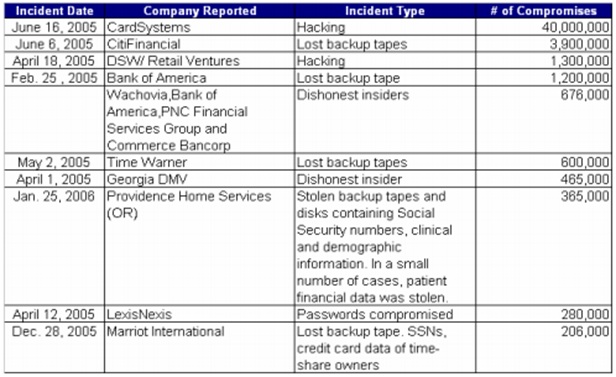 Incident Date Company Reported Incident Type # of Compromises
June 16, 2005 CardSystems Hacking 40,000,000
June 6, 2005 CitiFinancial Lost backup tapes 3,900,000
April 18, 2005 DSW/ Retail Ventures Hacking 1,300,000
Feb. 25 , 2005 Bank of America Lost backup tape 1,200,000
Wachovia,Bank of Dishonest insiders 676,000
America,PNC Financial
Services Group and
Commerce Bancorp
May 2, 2005 Time Warner Lost backup tapes 600,000
April 1, 2005 Georgia DMV Dishonest insider 465,000
Jan. 25, 2006 Providence Home Services Stolen backup tapes and 365,000
(OR) disks containing Social
Security numbers, clinical
and demographic
information. In a small
number of cases, patient
financial data was stolen.
April 12, 2005 LexisNexis Passwords compromised 280,000
Dec. 28, 2005 Marriot International Lost backup tape. SSNs, 206,000
credit card data of time-
share owners